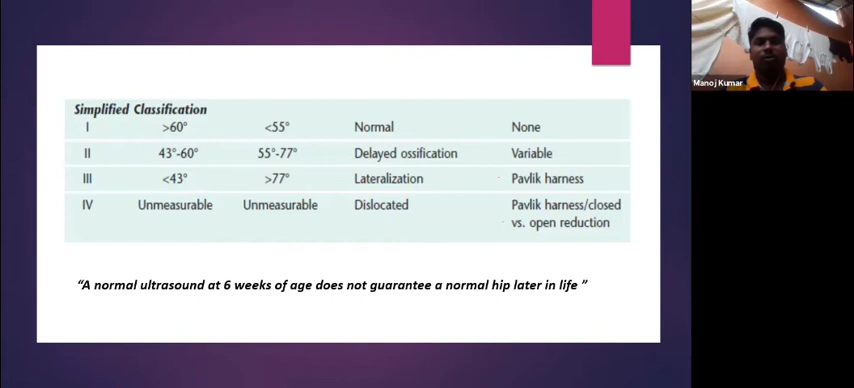 Simplified Classification
I >60° <55° Normal None
II 43°-60° 55°-77° Delayed ossification Variable
III <43° >77° Lateralization Pavlik harness
IV Unmeasurable Unmeasurable Dislocated Pavlik harness/closed
vs. open reduction
“A normal ultrasound at 6 weeks of age does not guarantee a normal hip later in life ”
Manoj Kumar